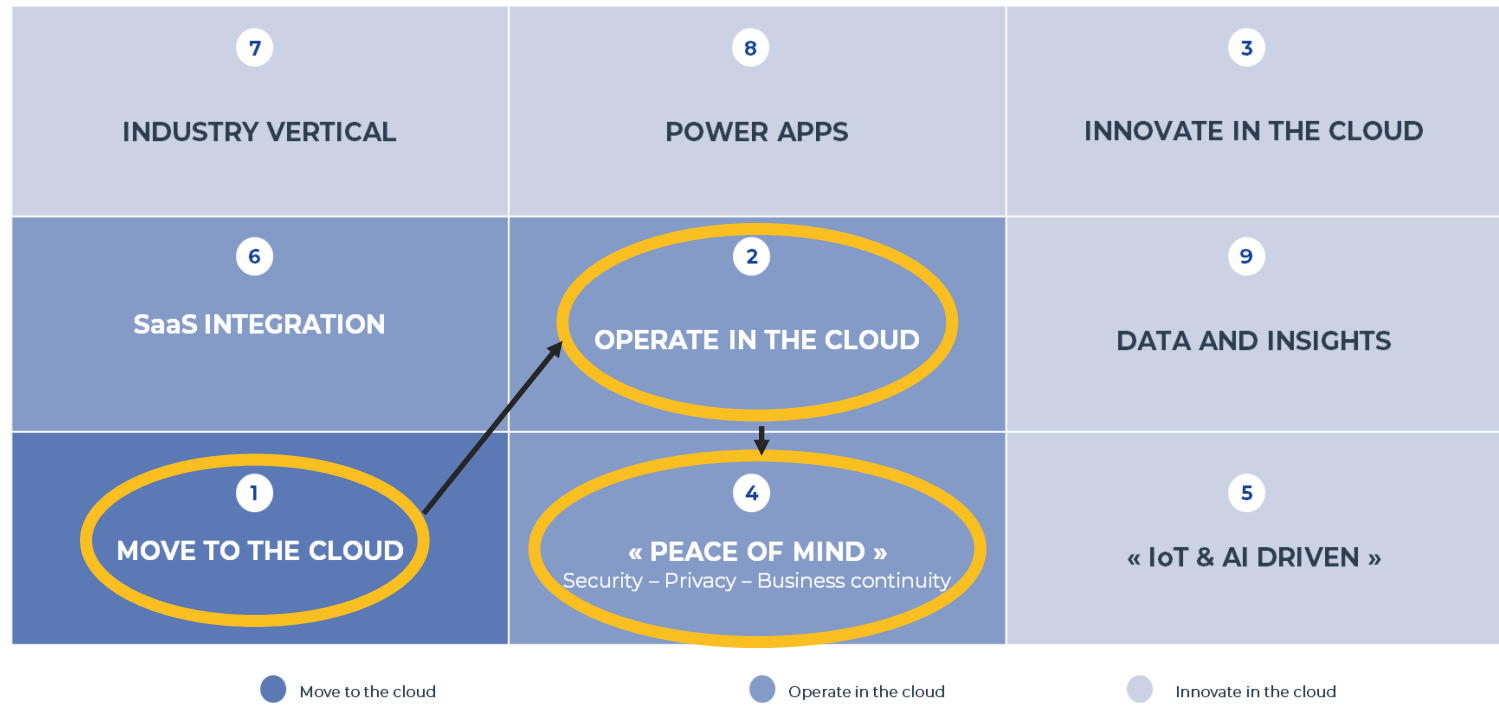 7
INDUSTRY VERTICAL
8
POWER APPS
3
INNOVATE IN THE CLOUD
6
SaaS INTEGRATION
2
OPERATE IN THE CLOUD
9
DATA AND INSIGHTS
1
MOVE TO THE CLOUD
4
« PEACE OF MIND »
Security – Privacy – Business continuity
5
« IoT & AI DRIVEN »
Move to the cloud
Operate in the cloud
Innovate in the cloud